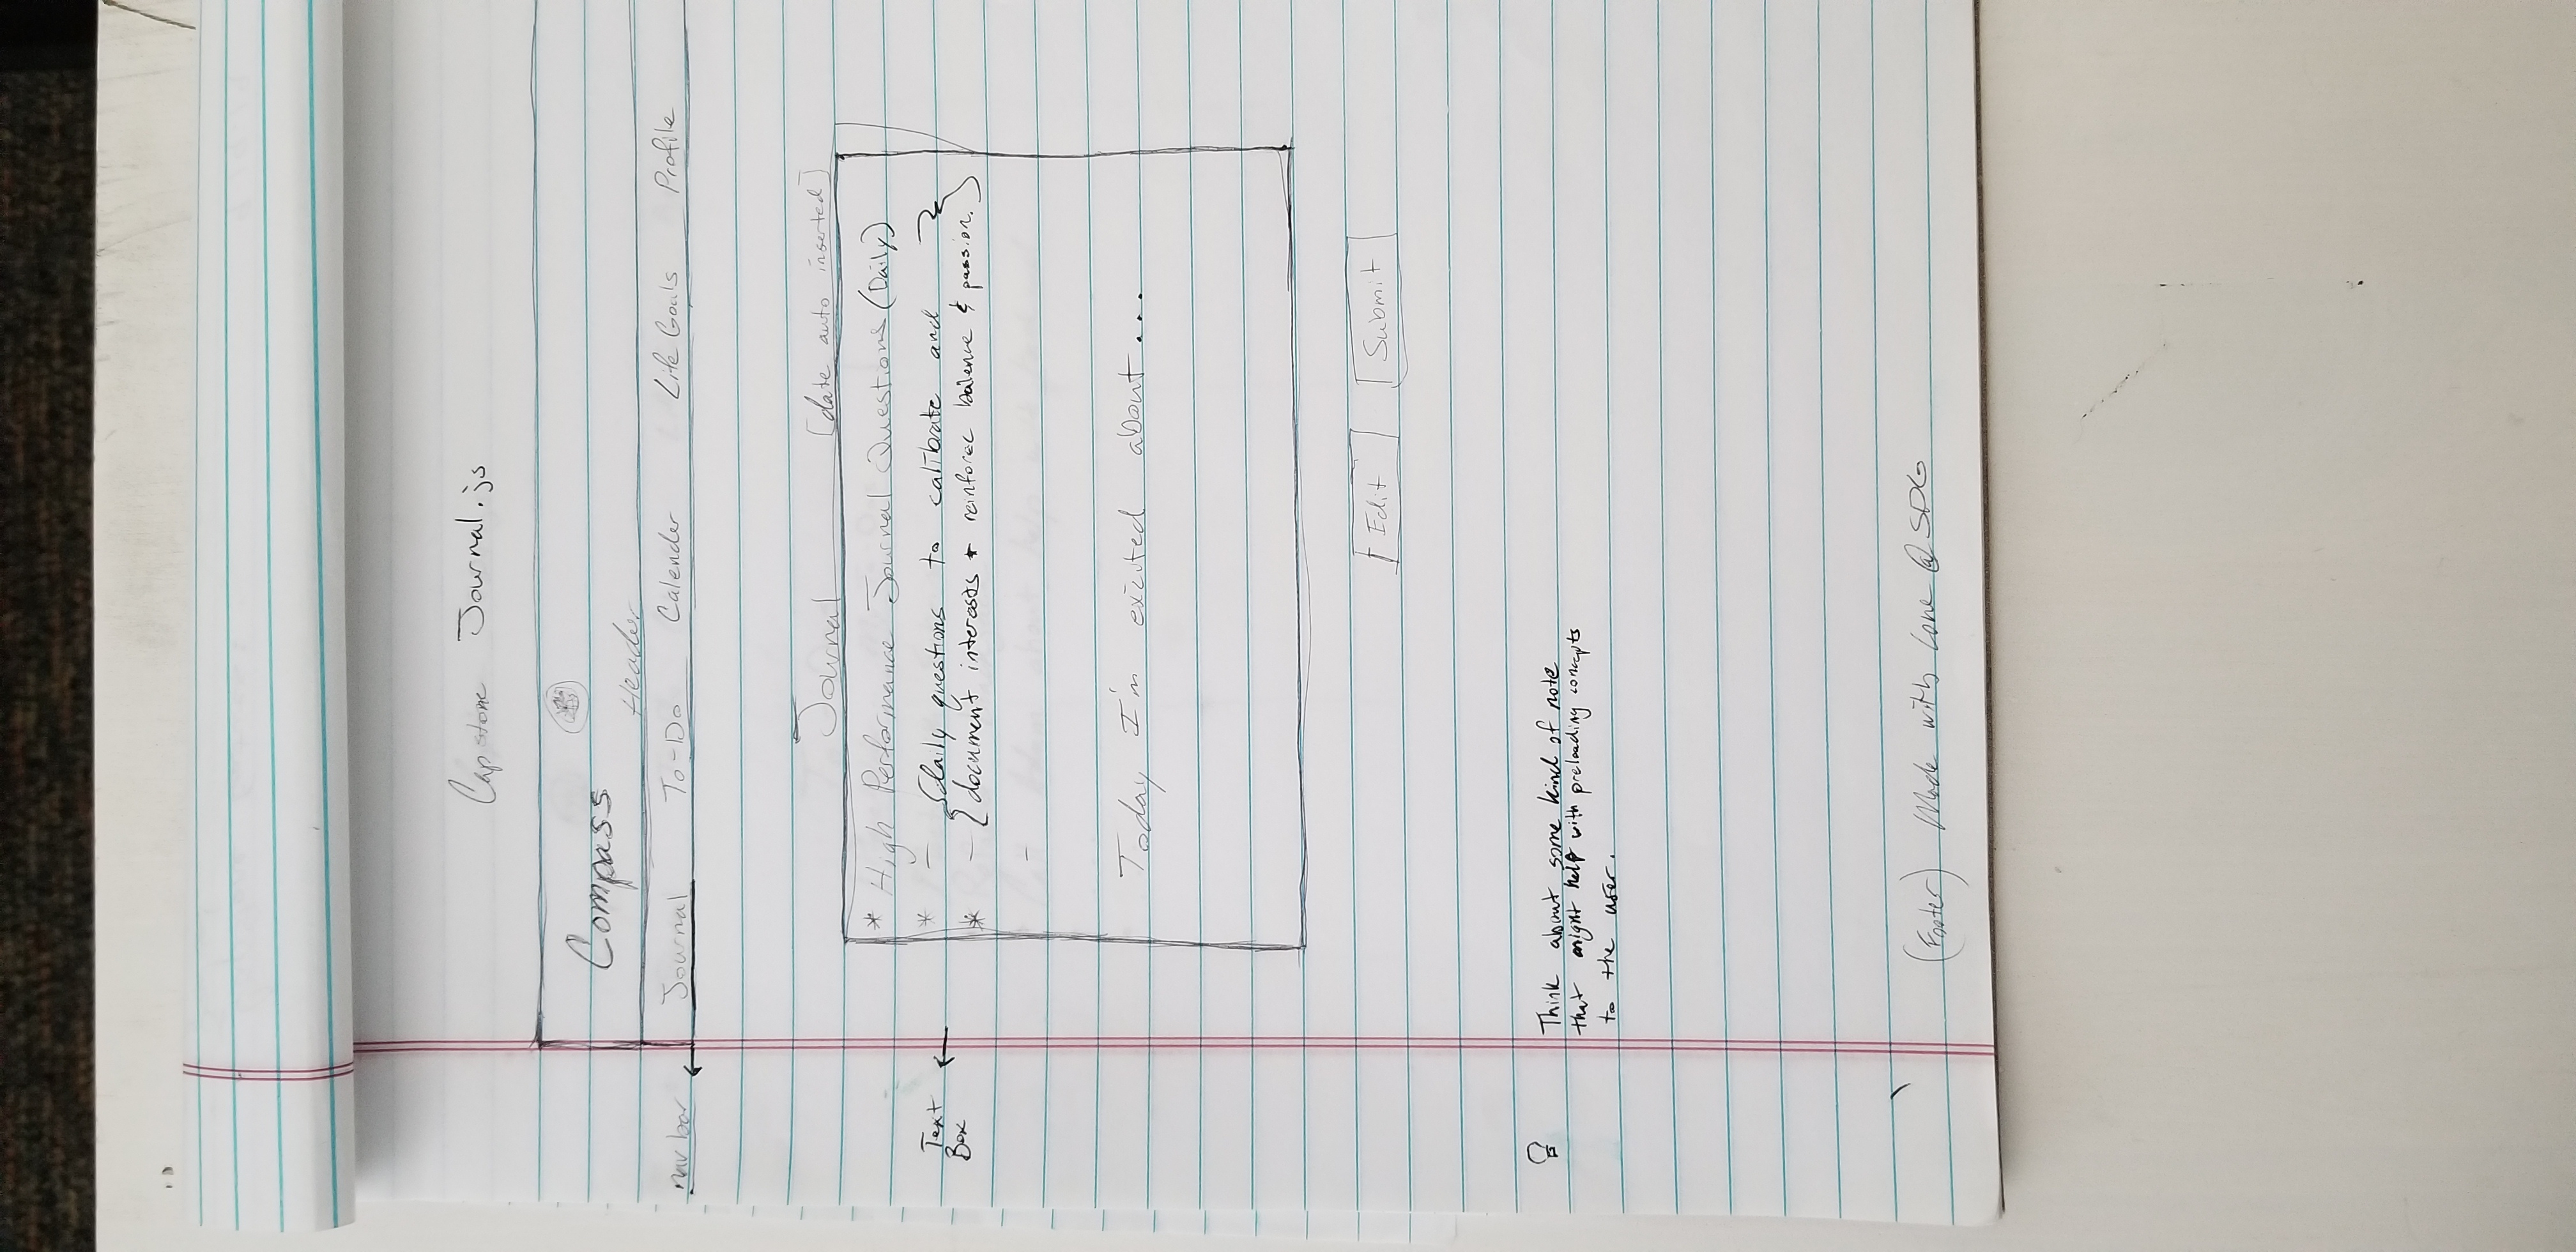 Capstone Journal.js
Compass
Header
nav bar
Journal To-Do Calender Life Goals Profile
Journal [date auto inserted]
* High Performance Journal Questions (Daily)
* - {daily questions to calibrate and }
Text
Box
* - {document interests + reinforce balence & passion. }
-
Today I'm excited about...
Edit Submit
Think about some kind of note
that might help with preloading concepts
to the user.
(Footer) Made with Love @ SDG